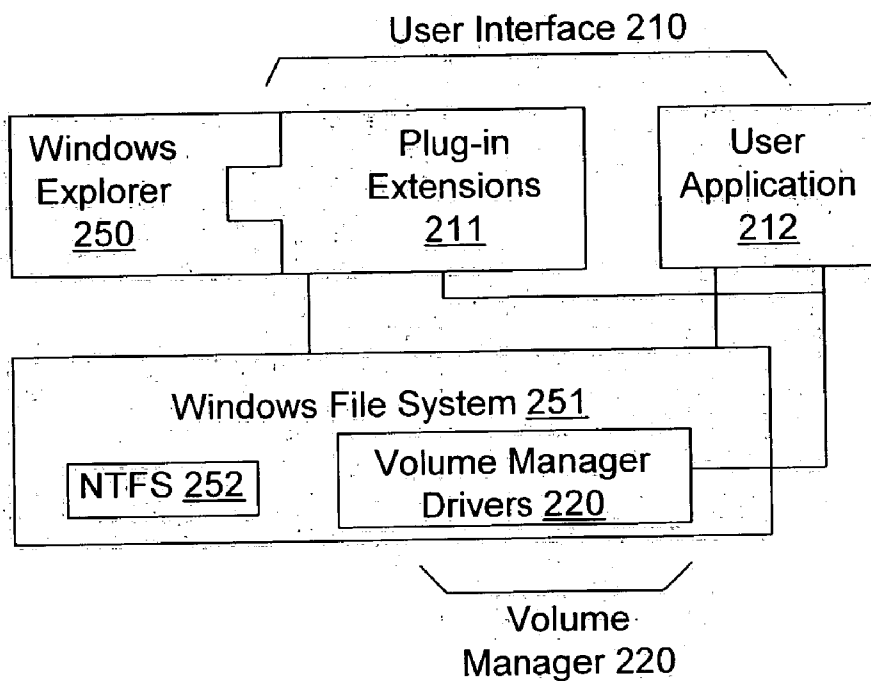 User Interface 210
Windows
Explorer
250
Plug-in
Extensions
211
User
Application
212
Windows File System 251
NTFS 252
Volume Manager
Drivers 220
Volume
Manager 220